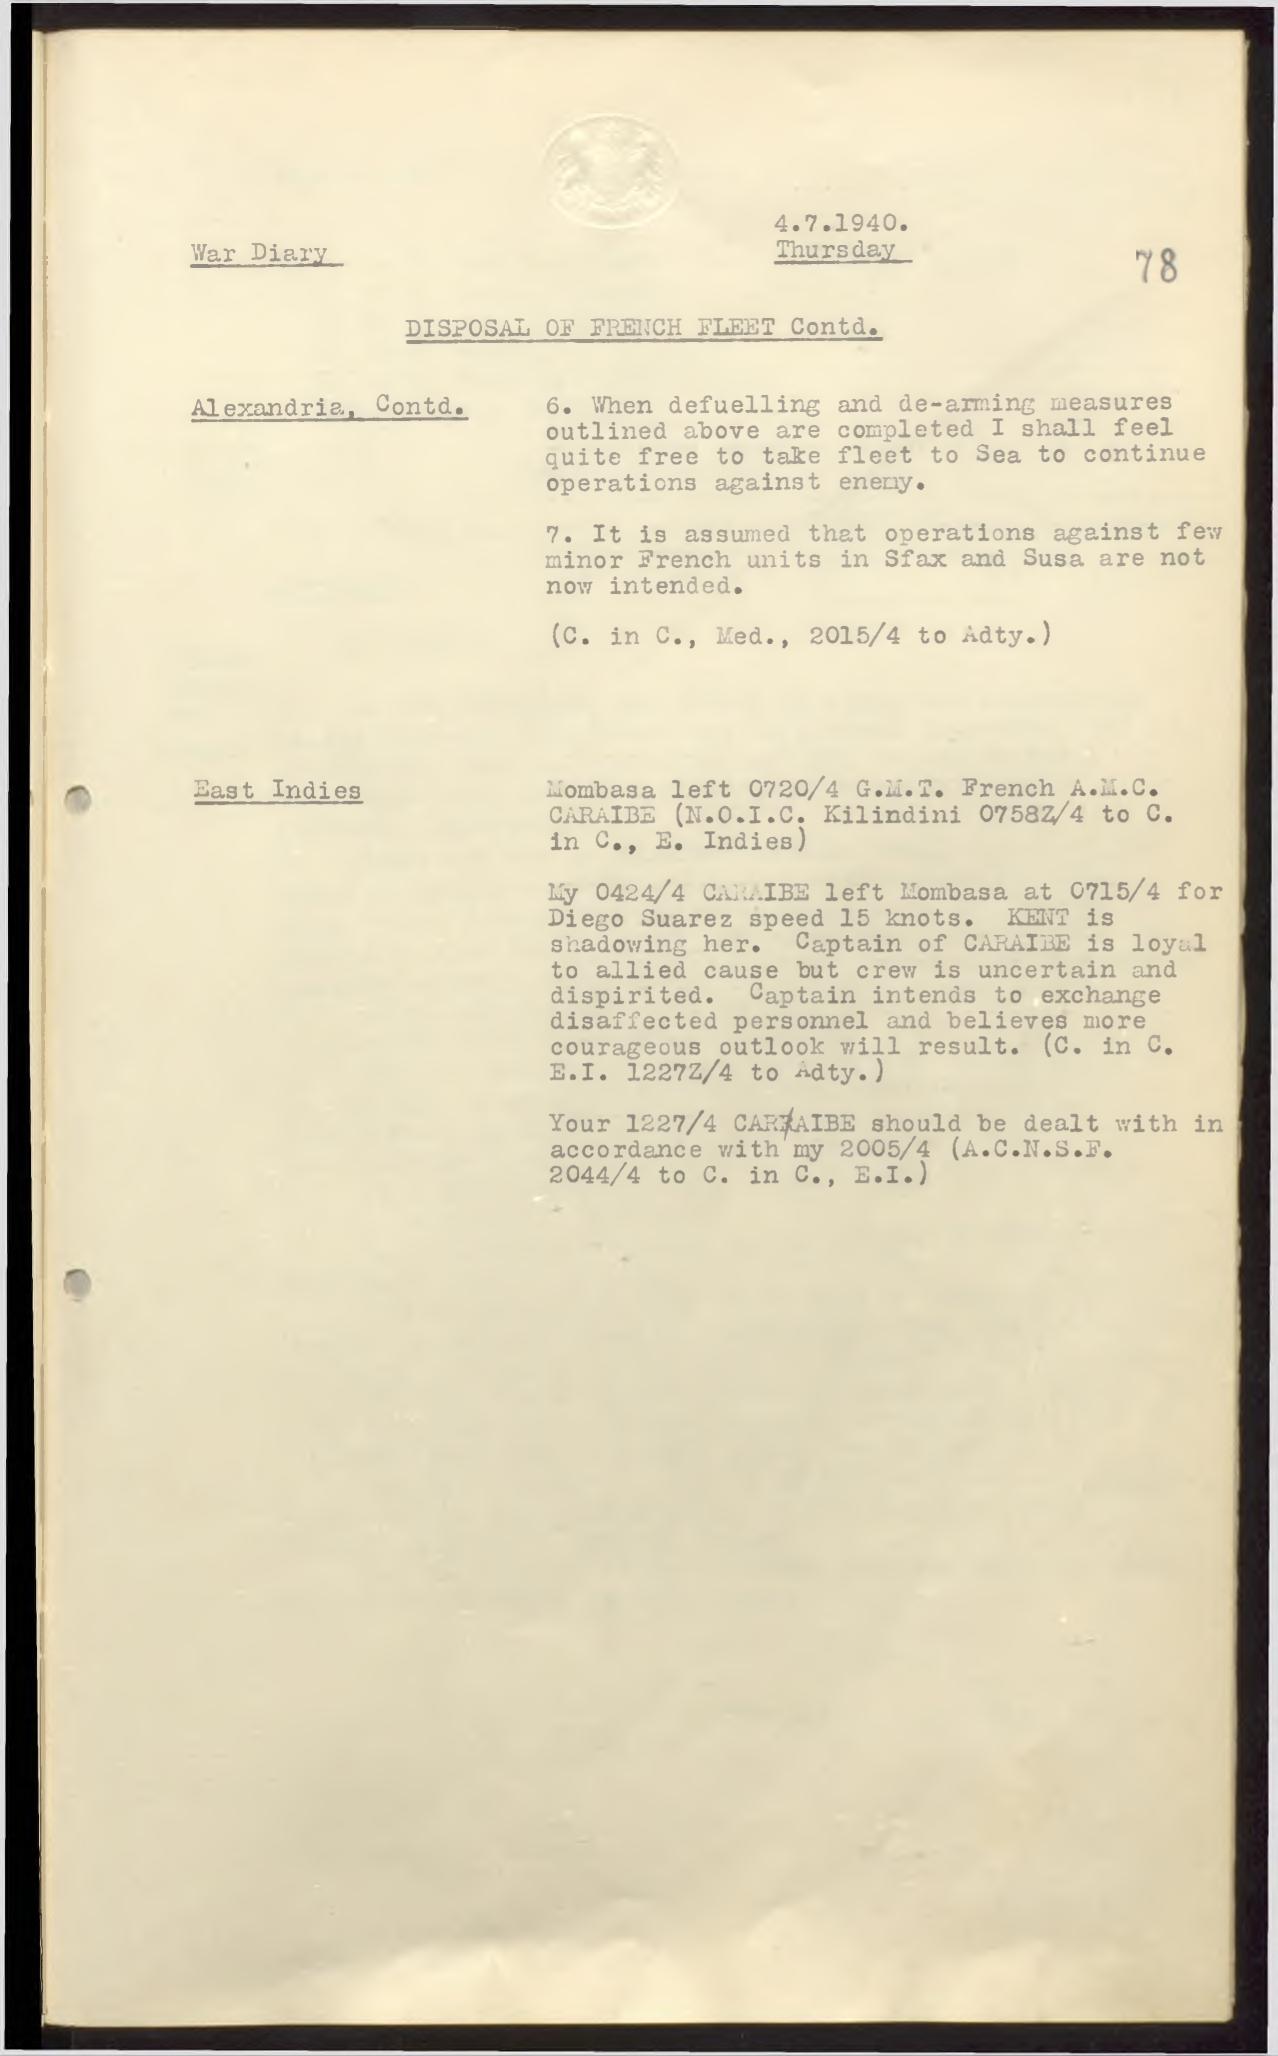 4.7.1940.
War Diary
Thursday
78
DISPOSAL OF FRENCH FLEET Contd.
Alexandria, Contd.
6. When defuelling and de-arming measures
outlined above are completed I shall feel
quite free to take fleet to Sea to continue
operations against enemy.
7. It is assumed that operations against few
minor French units in Sfax and Susa are not
now intended.
(C. in C., Med., 2015/4 to Adty.)
East Indies
Mombasa left 0720/4 G.M.T. French A.M.C.
CARAIBE (N.O.I.C. Kilindini 0758Z/4 to C.
in C., E. Indies)
My 0424/4 CARAIBE left Mombasa at 0715/4 for
Diego Suarez speed 15 knots. KENT is
shadowing her. Captain of CARAIBE is loyal
to allied cause but crew is uncertain and
dispirited. Captain intends to exchange
disaffected personnel and believes more
courageous outlook will result. (C. in C.
E.I. 1227Z/4 to Adty.)
Your 1227/4 CARAIBE should be dealt with in
accordance with my 2005/4 (A.C.N.S.F.
2044/4 to C. in C., E.I.)